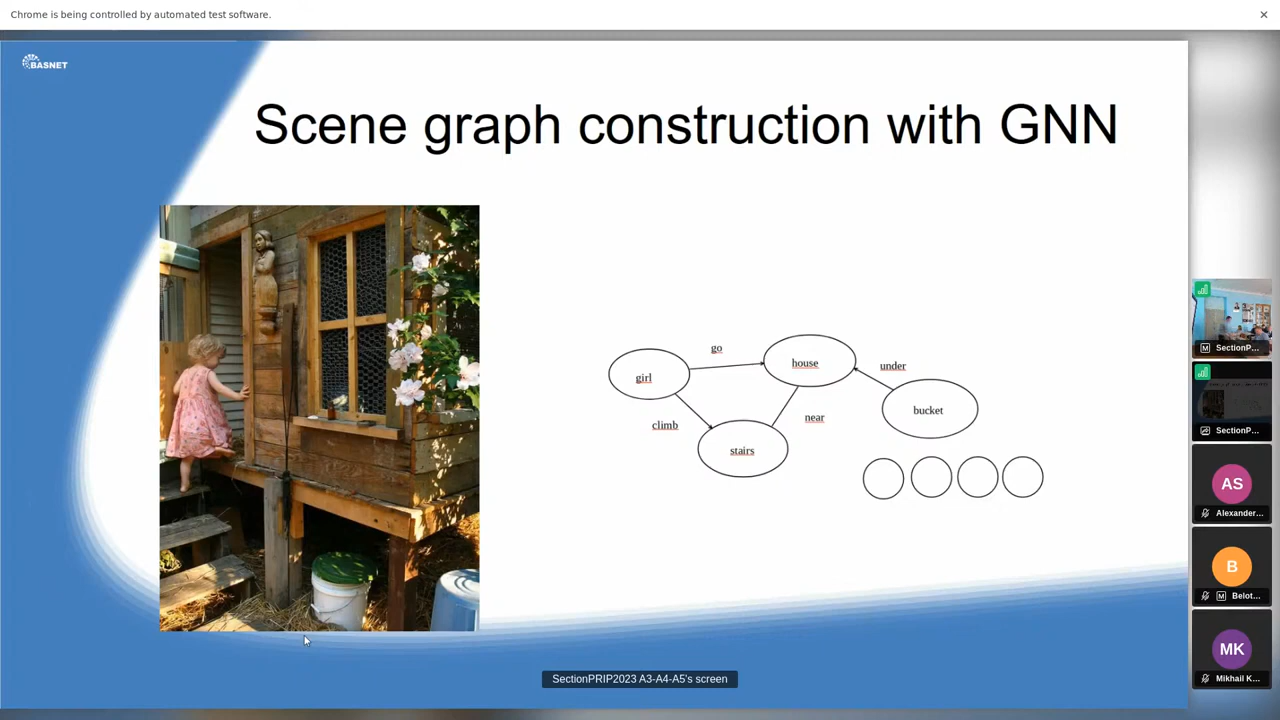 Chrome is being controlled by automated test software.
BASNET
Scene graph construction with GNN
go
house
under
girl
bucket
climb
near
stairs
SectionP...
SectionP...
AS
Alexander...
B
Belot...
MK
Mikhail K...
SectionPRIP2023 A3-A4-A5's screen